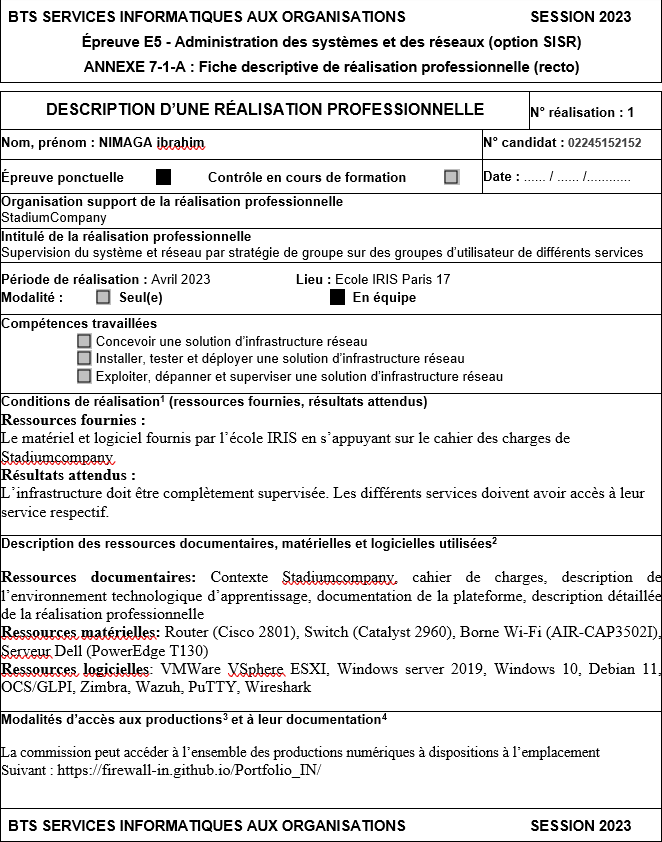 BTS SERVICES INFORMATIQUES AUX ORGANISATIONS SESSION 2023
Épreuve E5 - Administration des systèmes et des réseaux (option SISR)
ANNEXE 7-1-A : Fiche descriptive de réalisation professionnelle (recto)
DESCRIPTION D'UNE RÉALISATION PROFESSIONNELLE N° réalisation : 1
Nom, prénom : NIMAGA ibrahim N° candidat : 02245152152
Épreuve ponctuelle Contrôle en cours de formation Date : ...... / ...... /............
Organisation support de la réalisation professionnelle
StadiumCompany
Intitulé de la réalisation professionnelle
Supervision du système et réseau par stratégie de groupe sur des groupes d'utilisateur de différents services
Période de réalisation : Avril 2023 Lieu : Ecole IRIS Paris 17
Modalité : Seul(e) En équipe
Compétences travaillées
Concevoir une solution d'infrastructure réseau
Installer, tester et déployer une solution d'infrastructure réseau
Exploiter, dépanner et superviser une solution d'infrastructure réseau
Conditions de réalisation¹ (ressources fournies, résultats attendus)
Ressources fournies :
Le matériel et logiciel fournis par l'école IRIS en s'appuyant sur le cahier des charges de
Stadiumcompany
Résultats attendus :
L'infrastructure doit être complètement supervisée. Les différents services doivent avoir accès à leur
service respectif.
Description des ressources documentaires, matérielles et logicielles utilisées²
Ressources documentaires: Contexte Stadiumcompany, cahier de charges, description de
l'environnement technologique d'apprentissage, documentation de la plateforme, description détaillée
de la réalisation professionnelle
Ressources matérielles: Router (Cisco 2801), Switch (Catalyst 2960), Borne Wi-Fi (AIR-CAP3502I),
Serveur Dell (PowerEdge T130)
Ressources logicielles: VMWare VSphere ESXI, Windows server 2019, Windows 10, Debian 11,
OCS/GLPI, Zimbra, Wazuh, PuTTY, Wireshark
Modalités d'accès aux productions³ et à leur documentation⁴
La commission peut accéder à l'ensemble des productions numériques à dispositions à l'emplacement
Suivant : https://firewall-in.github.io/Portfolio_IN/
BTS SERVICES INFORMATIQUES AUX ORGANISATIONS SESSION 2023